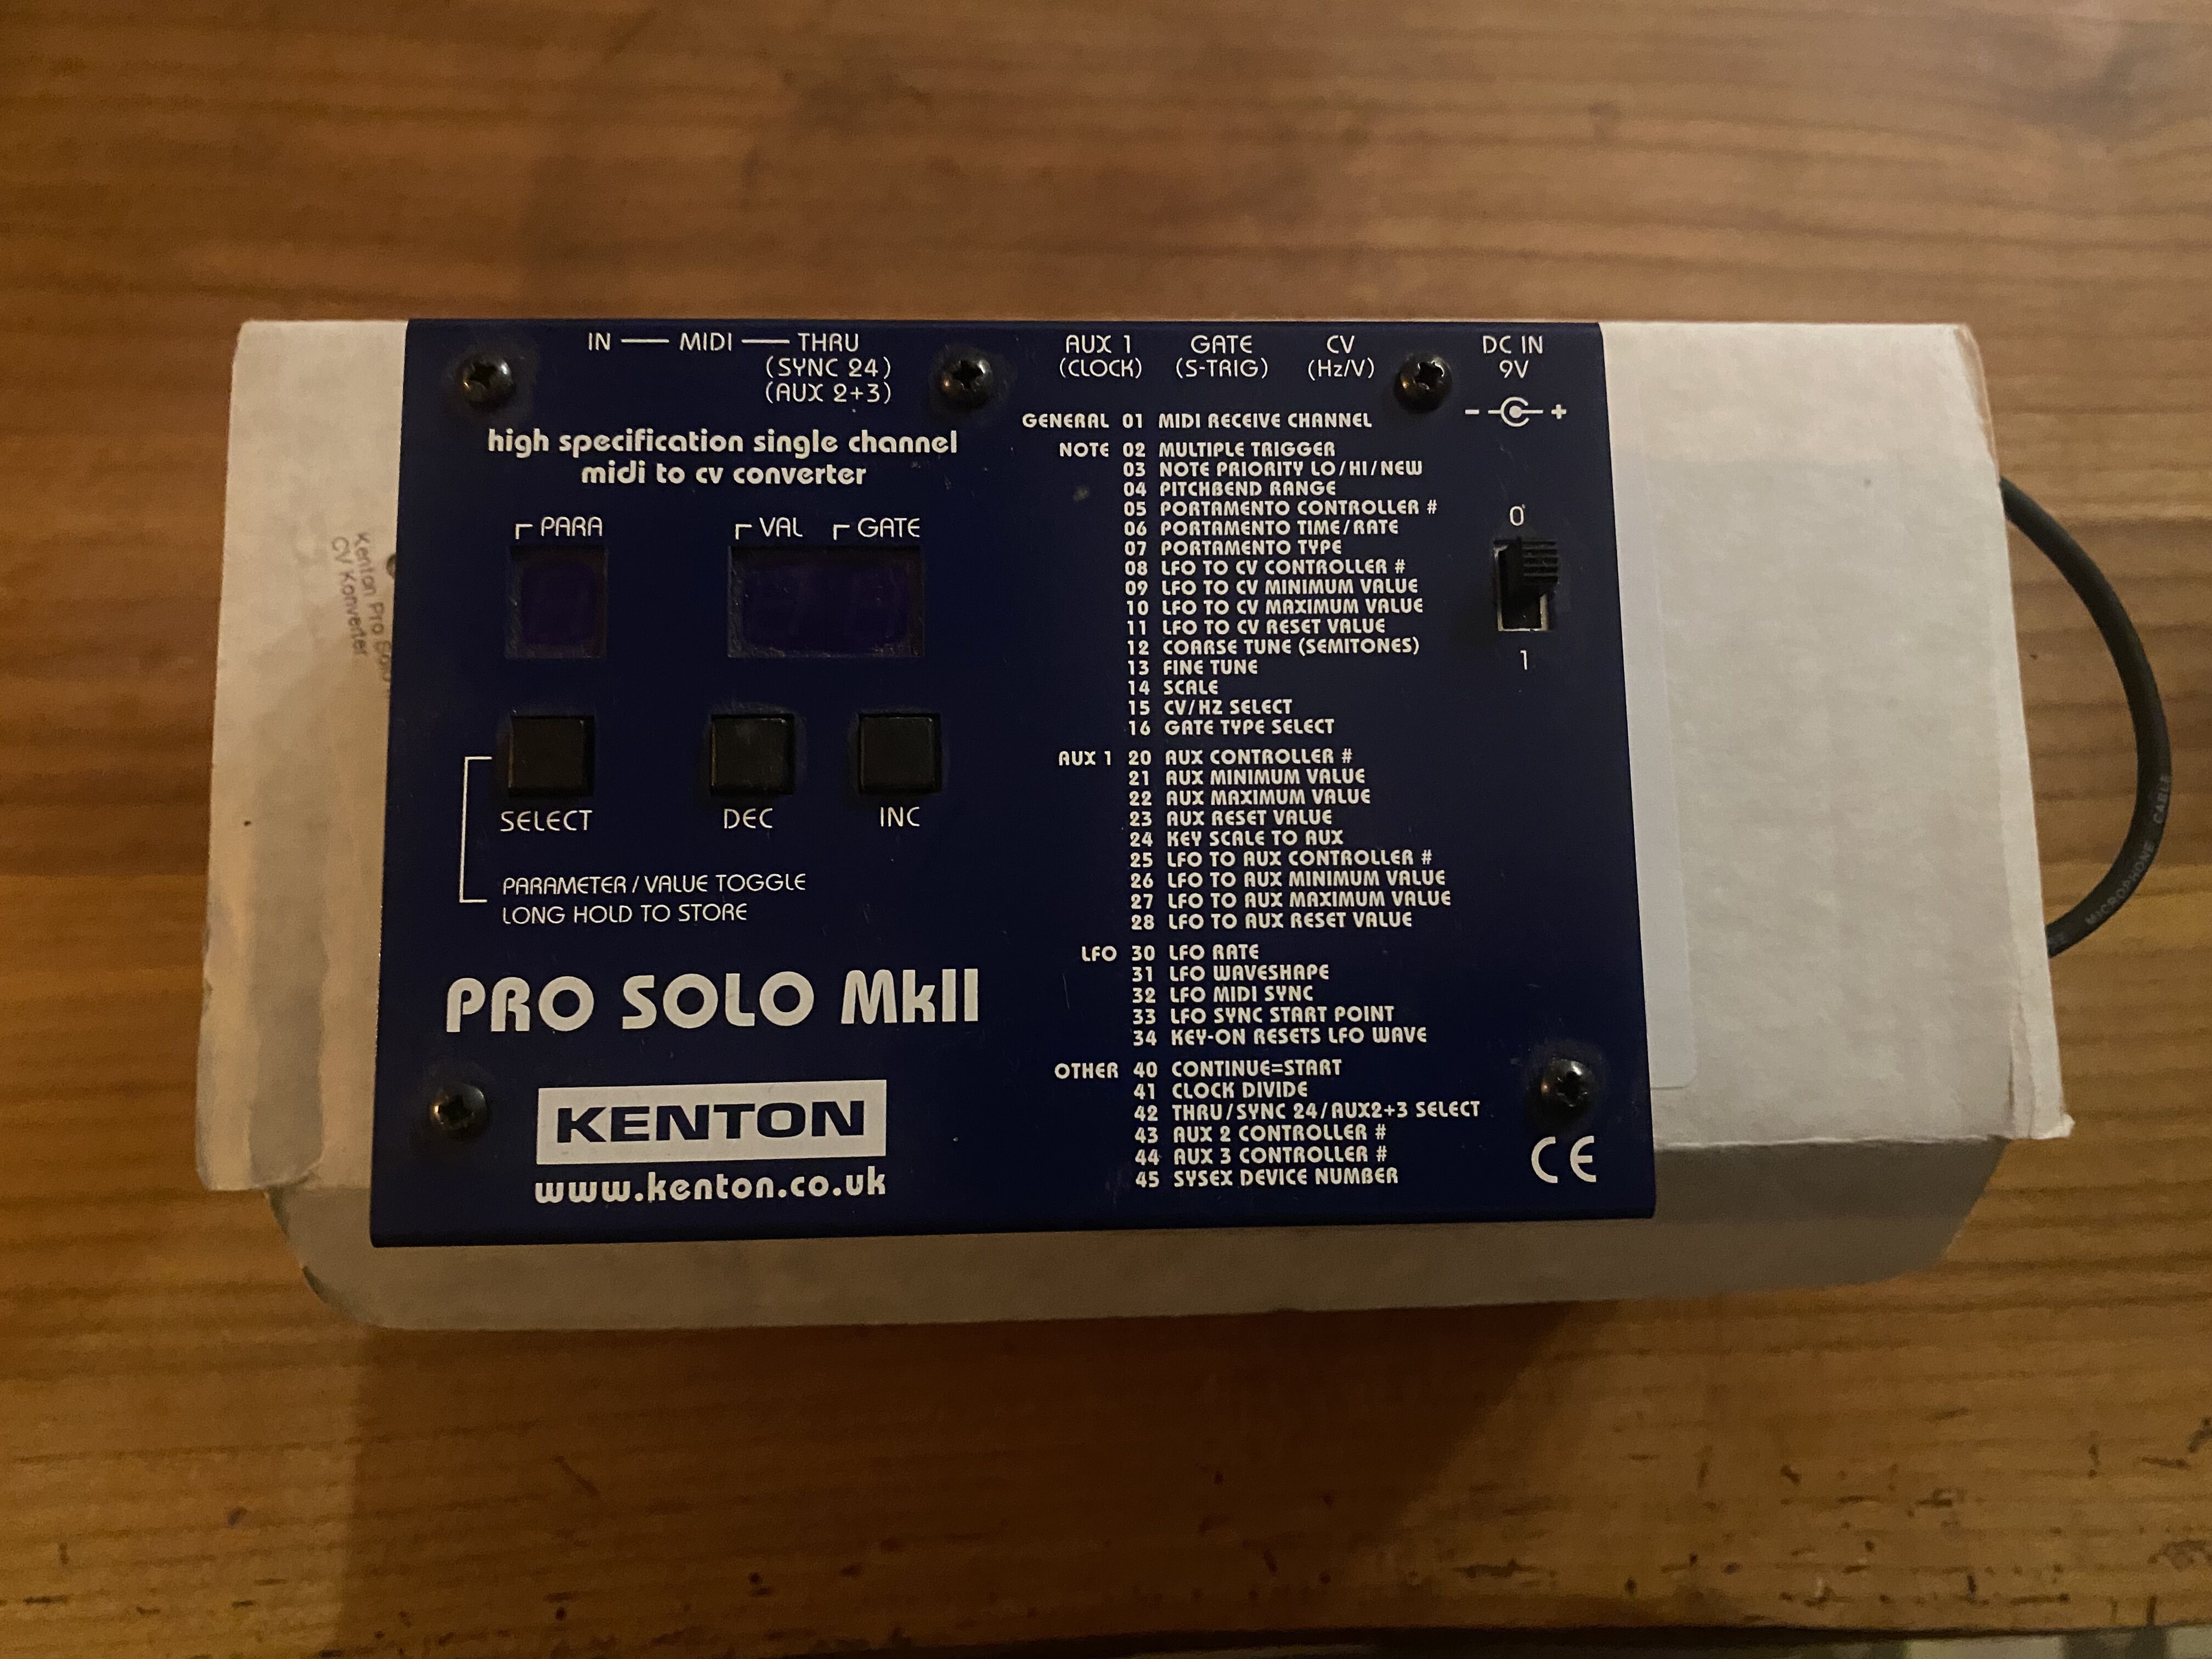 IN — MIDI — THRU
(SYNC 24)
(AUX 2+3)
AUX 1
(CLOCK)
GATE
(S-TRIG)
CV
(Hz/V)
DC IN
9V
- +
high specification single channel
midi to cv converter
PARA
VAL
GATE
SELECT
DEC
INC
PARAMETER / VALUE TOGGLE
LONG HOLD TO STORE
PRO SOLO MkII
KENTON
www.kenton.co.uk
GENERAL 01 MIDI RECEIVE CHANNEL
NOTE 02 MULTIPLE TRIGGER
03 NOTE PRIORITY LO/HI/NEW
04 PITCHBEND RANGE
05 PORTAMENTO CONTROLLER #
06 PORTAMENTO TIME/RATE
07 PORTAMENTO TYPE
08 LFO TO CV CONTROLLER #
09 LFO TO CV MINIMUM VALUE
10 LFO TO CV MAXIMUM VALUE
11 LFO TO CV RESET VALUE
12 COARSE TUNE (SEMITONES)
13 FINE TUNE
14 SCALE
15 CV/HZ SELECT
16 GATE TYPE SELECT
AUX 1 20 AUX CONTROLLER #
21 AUX MINIMUM VALUE
22 AUX MAXIMUM VALUE
23 AUX RESET VALUE
24 KEY SCALE TO AUX
25 LFO TO AUX CONTROLLER #
26 LFO TO AUX MINIMUM VALUE
27 LFO TO AUX MAXIMUM VALUE
28 LFO TO AUX RESET VALUE
LFO 30 LFO RATE
31 LFO WAVESHAPE
32 LFO MIDI SYNC
33 LFO SYNC START POINT
34 KEY-ON RESETS LFO WAVE
OTHER 40 CONTINUE=START
41 CLOCK DIVIDE
42 THRU/SYNC 24/AUX2+3 SELECT
43 AUX 2 CONTROLLER #
44 AUX 3 CONTROLLER #
45 SYSEX DEVICE NUMBER
0
1
CE
Kenton Pro
CV Konverter
MICROPHONE CABLE